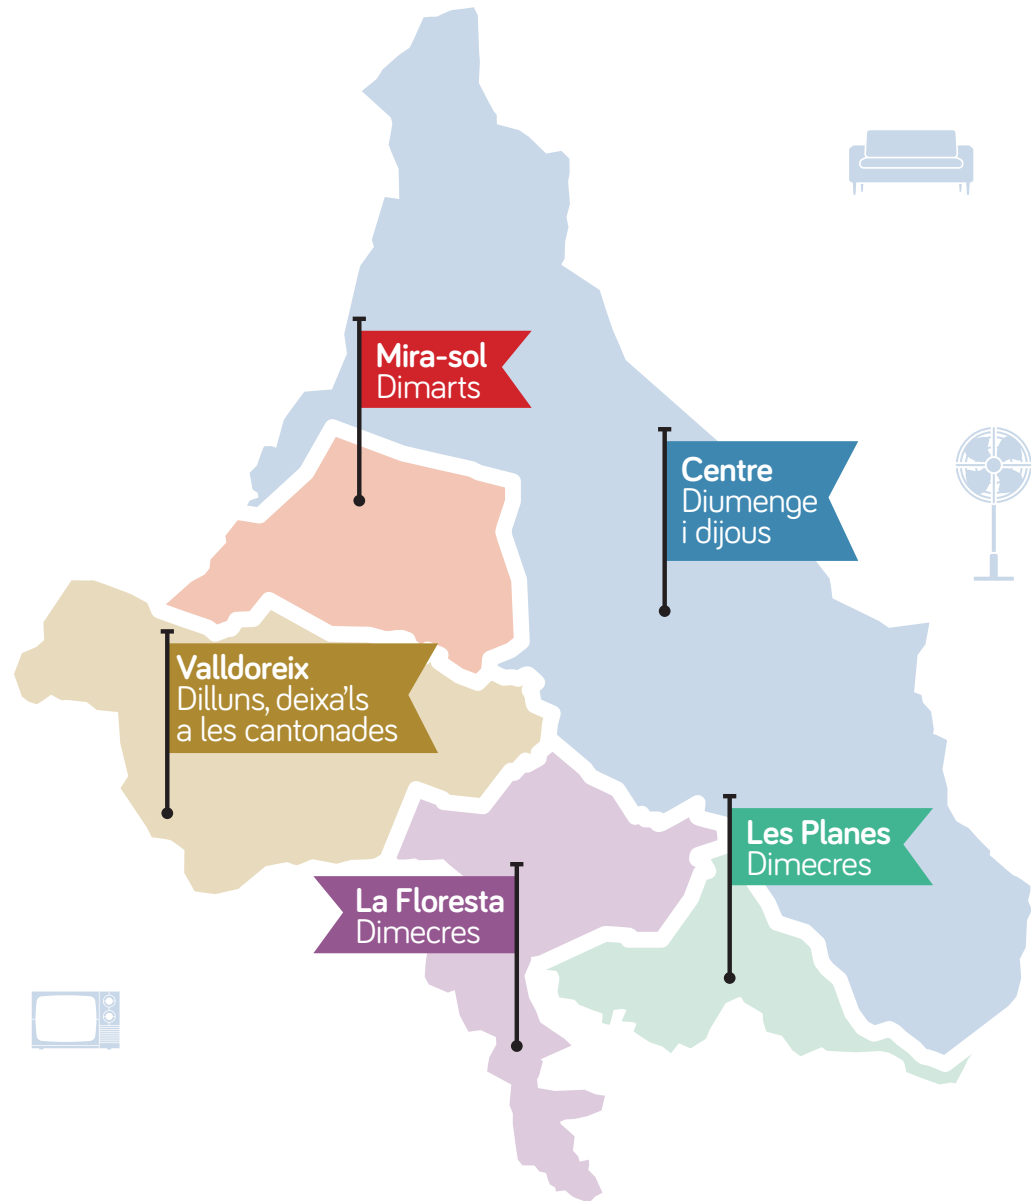 Mira-sol
Dimarts
Centre
Diumenge
i dijous
Valldoreix
Dilluns, deixa'ls
a les cantonades
Les Planes
Dimecres
La Floresta
Dimecres